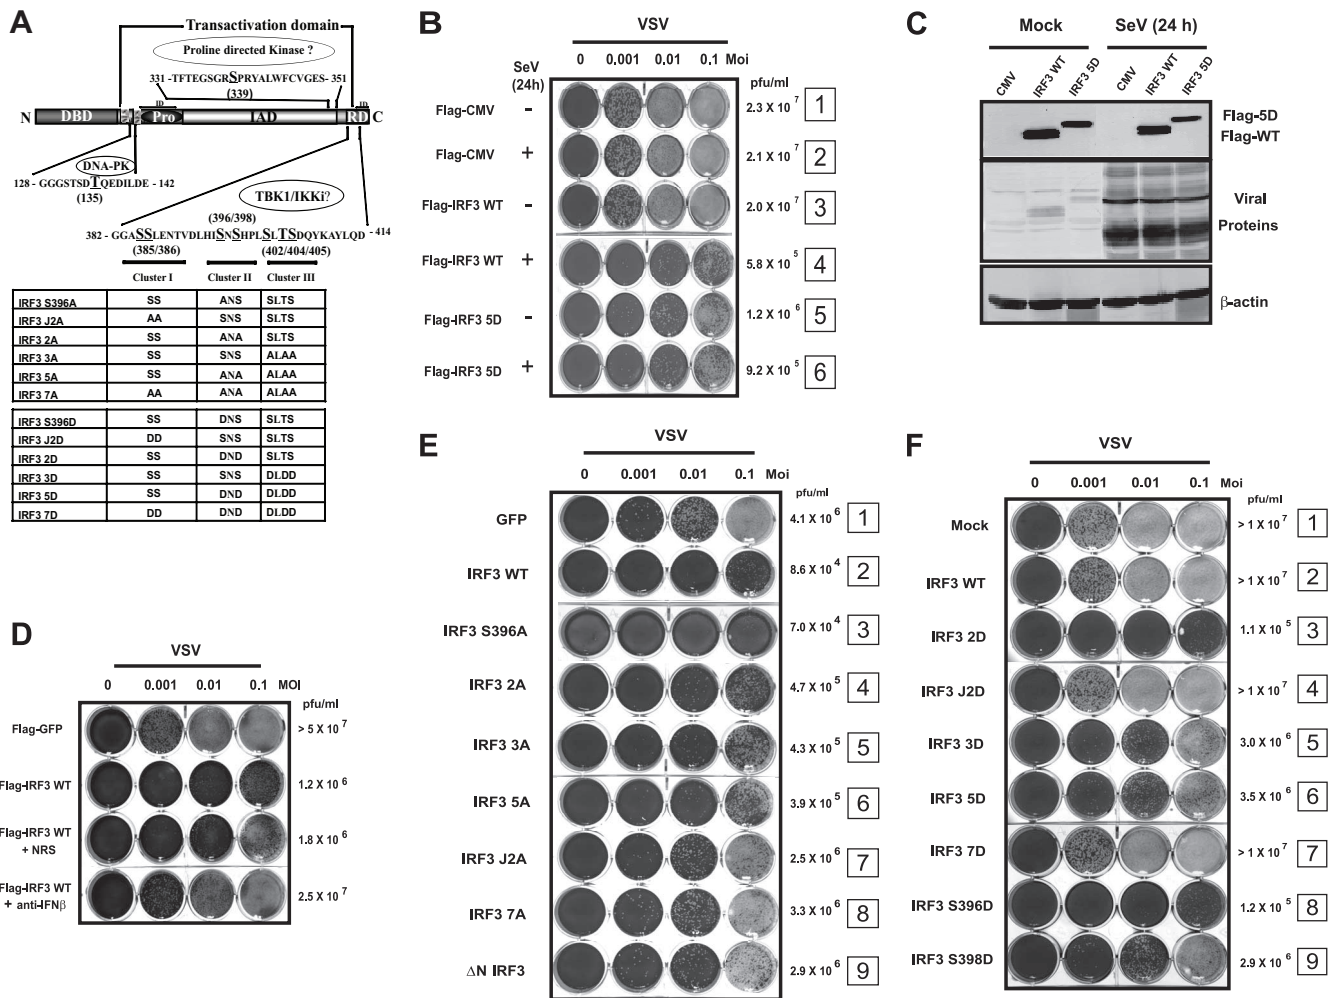 A
Transactivation domain
Proline directed Kinase ?
331 -TFTEGSGRSPRYALWFCVGES- 351
(339)
ID
ID
N
DBD
Pro
IAD
RD
C
DNA-PK
128 - GGGSTSDTQEDILDE - 142
(135)
TBK1/IKKi?
(396/398)
382 - GGASSLENTVDLHISNSHPLSLTSDQYKAYLQD - 414
(385/386)
(402/404/405)
Cluster I
Cluster II
Cluster III
IRF3 S396A SS ANS SLTS
IRF3 J2A AA SNS SLTS
IRF3 2A SS ANA SLTS
IRF3 3A SS SNS ALAA
IRF3 5A SS ANA ALAA
IRF3 7A AA ANA ALAA
IRF3 S396D SS DNS SLTS
IRF3 J2D DD SNS SLTS
IRF3 2D SS DND SLTS
IRF3 3D SS SNS DLDD
IRF3 5D SS DND DLDD
IRF3 7D DD DND DLDD
B
VSV
0 0,001 0.01 0.1 Moi
SeV
(24h)
pfu/ml
Flag-CMV - 2.3 X 10 7 1
Flag-CMV + 2.1 X 10 7 2
Flag-IRF3 WT - 2.0 X 10 7 3
Flag-IRF3 WT + 5.8 X 10 5 4
Flag-IRF3 5D - 1.2 X 10 6 5
Flag-IRF3 5D + 9.2 X 10 5 6
C
Mock
SeV (24 h)
CMV
IRF3 WT
IRF3 5D
CMV
IRF3 WT
IRF3 5D
Flag-5D
Flag-WT
Viral
Proteins
β-actin
D
VSV
0 0.001 0.01 0.1 MOI
pfu/ml
Flag-GFP > 5 X 10 7
Flag-IRF3 WT 1.2 X 10 6
Flag-IRF3 WT
+ NRS
1.8 X 10 6
Flag-IRF3 WT
+ anti-IFNβ
2.5 X 10 7
E
VSV
0 0.001 0.01 0.1 Moi
pfu/ml
GFP 4.1 X 10 6 1
IRF3 WT 8.6 X 10 4 2
IRF3 S396A 7.0 X 10 4 3
IRF3 2A 4.7 X 10 5 4
IRF3 3A 4.3 X 10 5 5
IRF3 5A 3.9 X 10 5 6
IRF3 J2A 2.5 X 10 6 7
IRF3 7A 3.3 X 10 6 8
ΔN IRF3 2.9 X 10 6 9
F
VSV
0 0.001 0.01 0.1 Moi
pfu/ml
Mock > 1 X 10 7 1
IRF3 WT > 1 X 10 7 2
IRF3 2D 1.1 X 10 5 3
IRF3 J2D > 1 X 10 7 4
IRF3 3D 3.0 X 10 6 5
IRF3 5D 3.5 X 10 6 6
IRF3 7D > 1 X 10 7 7
IRF3 S396D 1.2 X 10 5 8
IRF3 S398D 2.9 X 10 6 9